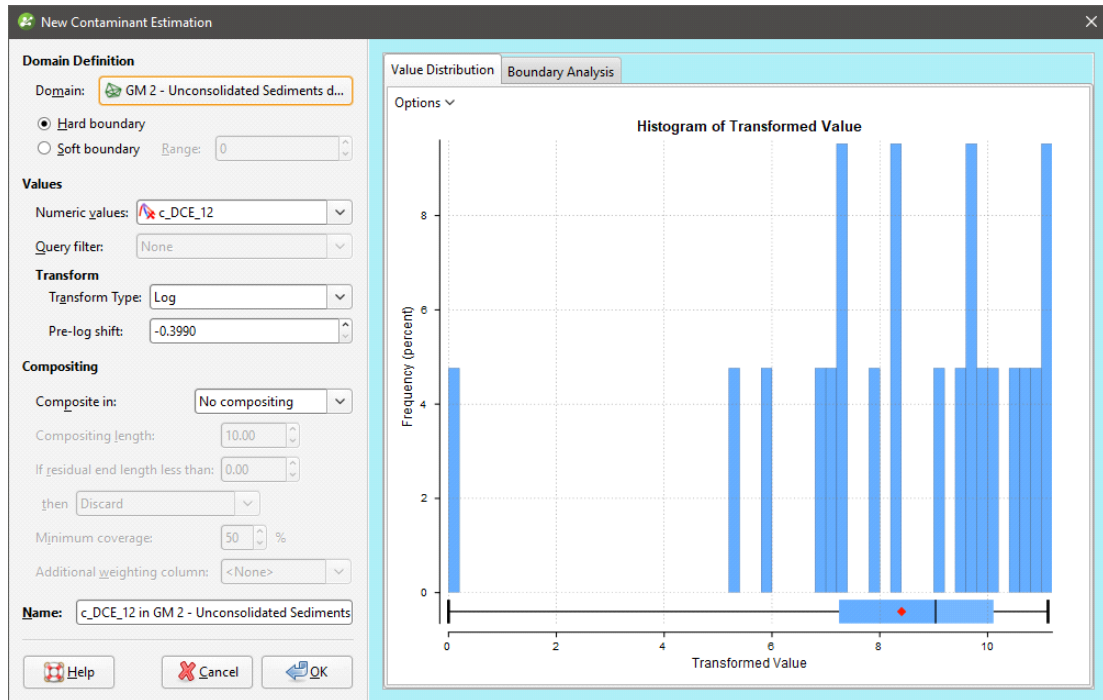 New Contaminant Estimation
Domain Definition
Domain: GM 2 - Unconsolidated Sediments d...
Hard boundary
Soft boundary Range: 0
Values
Numeric values: c_DCE_12
Query filter: None
Transform
Transform Type: Log
Pre-log shift: -0.3990
Compositing
Composite in: No compositing
Compositing length: 10.00
If residual end length less than: 0.00
then Discard
Minimum coverage: 50 %
Additional weighting column: <None>
Name: c_DCE_12 in GM 2 - Unconsolidated Sediments
Help Cancel OK
Value Distribution Boundary Analysis
Options
Histogram of Transformed Value
Frequency (percent)
8
6
4
2
0
0 2 4 6 8 10
Transformed Value